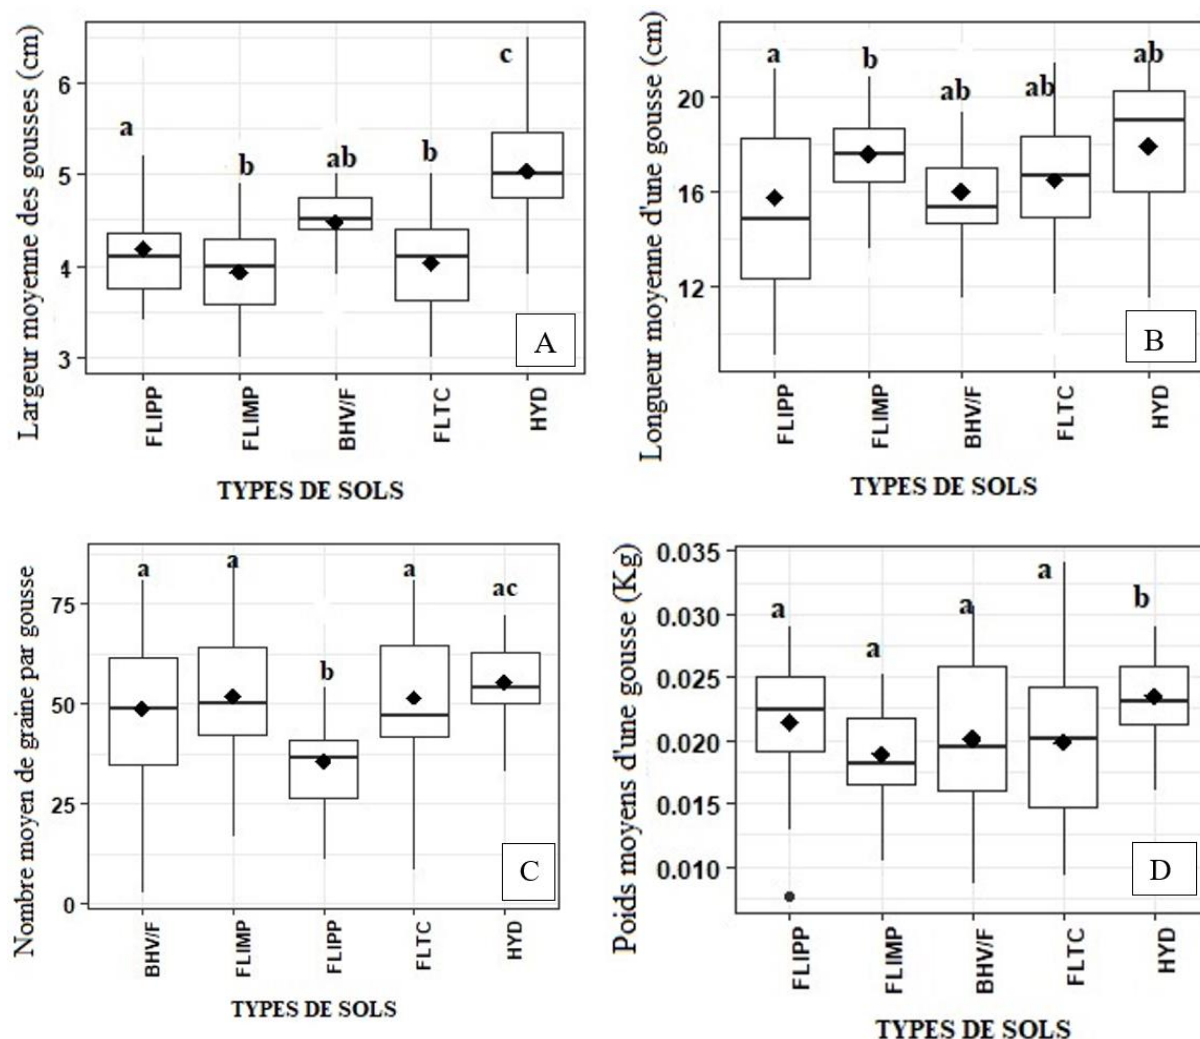 Largeur moyenne des gousses (cm)
6
5
4
3
a
b
ab
b
c
A
FLIPP
FLIMP
BHV/F
FLTC
HYD
TYPES DE SOLS
Longueur moyenne d'une gousse (cm)
20
16
12
a
b
ab
ab
ab
B
FLIPP
FLIMP
BHV/F
FLTC
HYD
TYPES DE SOLS
Nombre moyen de graine par gousse
75
50
25
0
a
a
b
a
ac
C
BHV/F
FLIMP
FLIPP
FLTC
HYD
TYPES DE SOLS
Poids moyens d'une gousse (Kg)
0.035
0.030
0.025
0.020
0.015
0.010
a
a
a
a
b
D
FLIPP
FLIMP
BHV/F
FLTC
HYD
TYPES DE SOLS